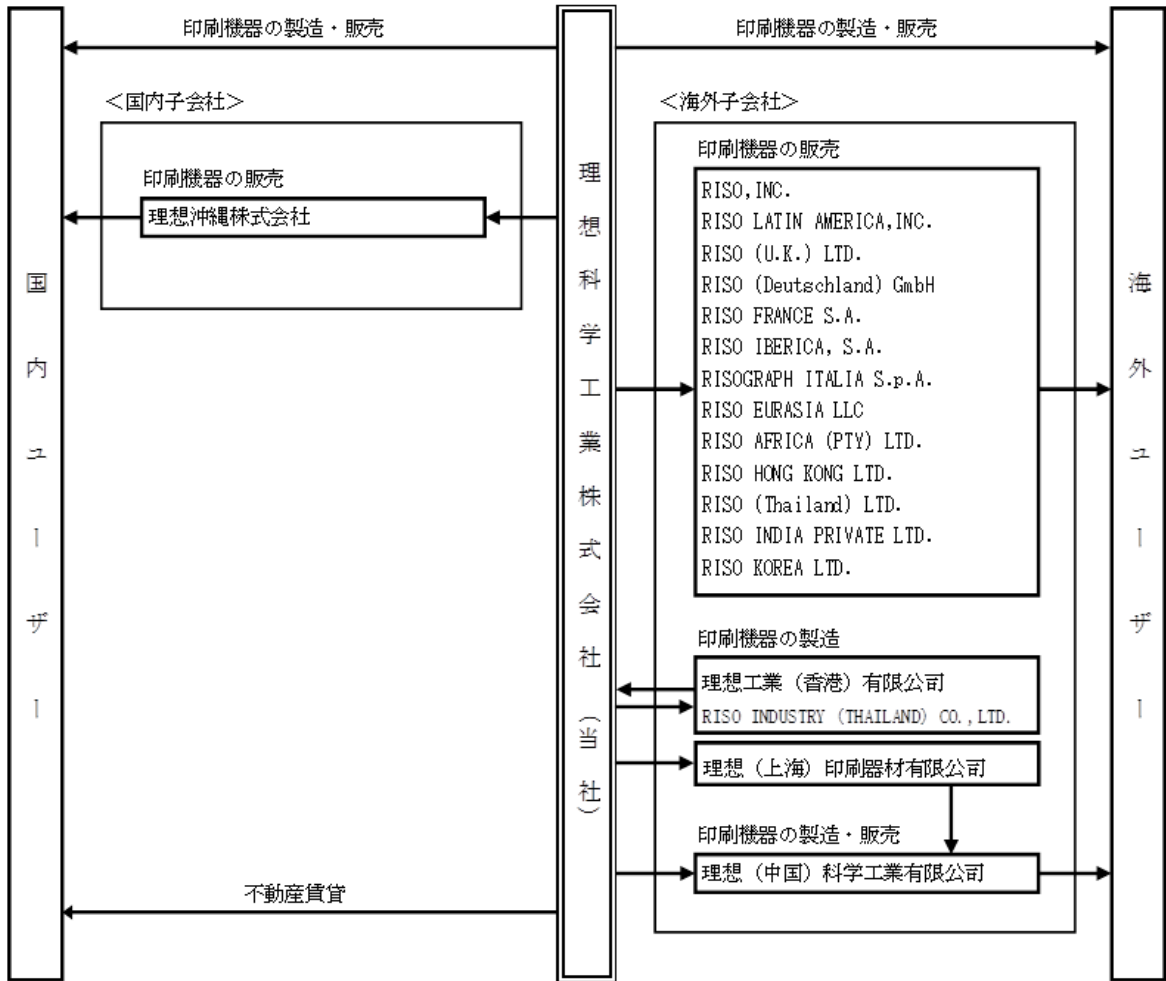 印刷機器の製造・販売
印刷機器の製造・販売
国内ユーザー
<国内子会社>
印刷機器の販売
理想沖縄株式会社
理想科学工業株式会社(当社)
<海外子会社>
印刷機器の販売
RISO,INC.
RISO LATIN AMERICA,INC.
RISO (U.K.) LTD.
RISO (Deutschland) GmbH
RISO FRANCE S.A.
RISO IBERICA, S.A.
RISOGRAPH ITALIA S.p.A.
RISO EURASIA LLC
RISO AFRICA (PTY) LTD.
RISO HONG KONG LTD.
RISO (Thailand) LTD.
RISO INDIA PRIVATE LTD.
RISO KOREA LTD.
印刷機器の製造
理想工業(香港)有限公司
RISO INDUSTRY (THAILAND) CO.,LTD.
理想(上海)印刷器材有限公司
印刷機器の製造・販売
理想(中国)科学工業有限公司
海外ユーザー
不動産賃貸